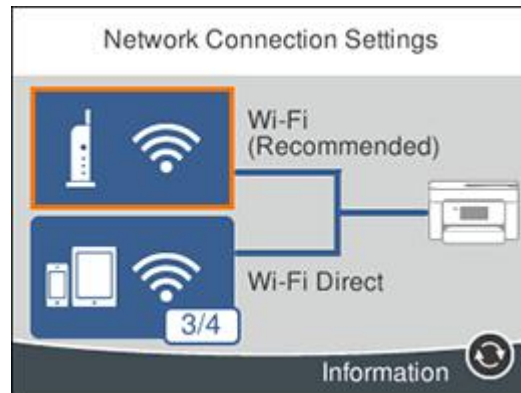 Network Connection Settings
Wi-Fi
(Recommended)
Wi-Fi Direct
3/4
Information